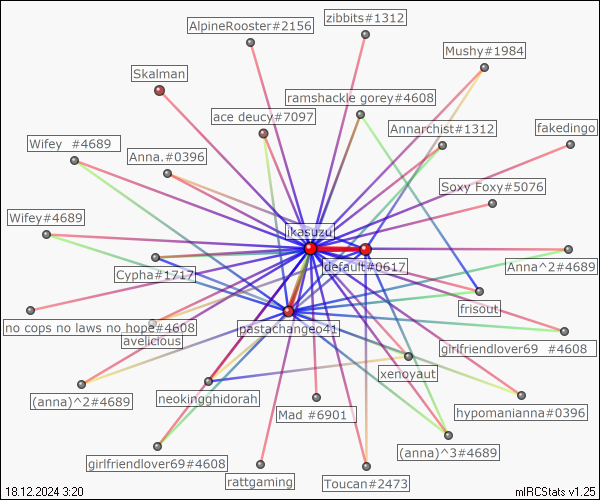 zibbits#1312
AlpineRooster#2156
Mushy#1984
Skalman
ramshackle gorey#4608
ace deucy#7097
Annarchist#1312
fakedingo
Wifey #4689
Anna.#0396
Soxy Foxy#5076
Wifey#4689
ikasuzu
default#0617
Anna^2#4689
Cypha#1717
frisout
no cops no laws no hope#4608
pastachangeo41
avelicious
girlfriendlover69 #4608
xenoyaut
(anna)^2#4689
neokingghidorah
Mad #6901
hypomanianna#0396
(anna)^3#4689
girlfriendlover69#4608
rattgaming
Toucan#2473
18.12.2024 3:20
mIRCStats v1.25